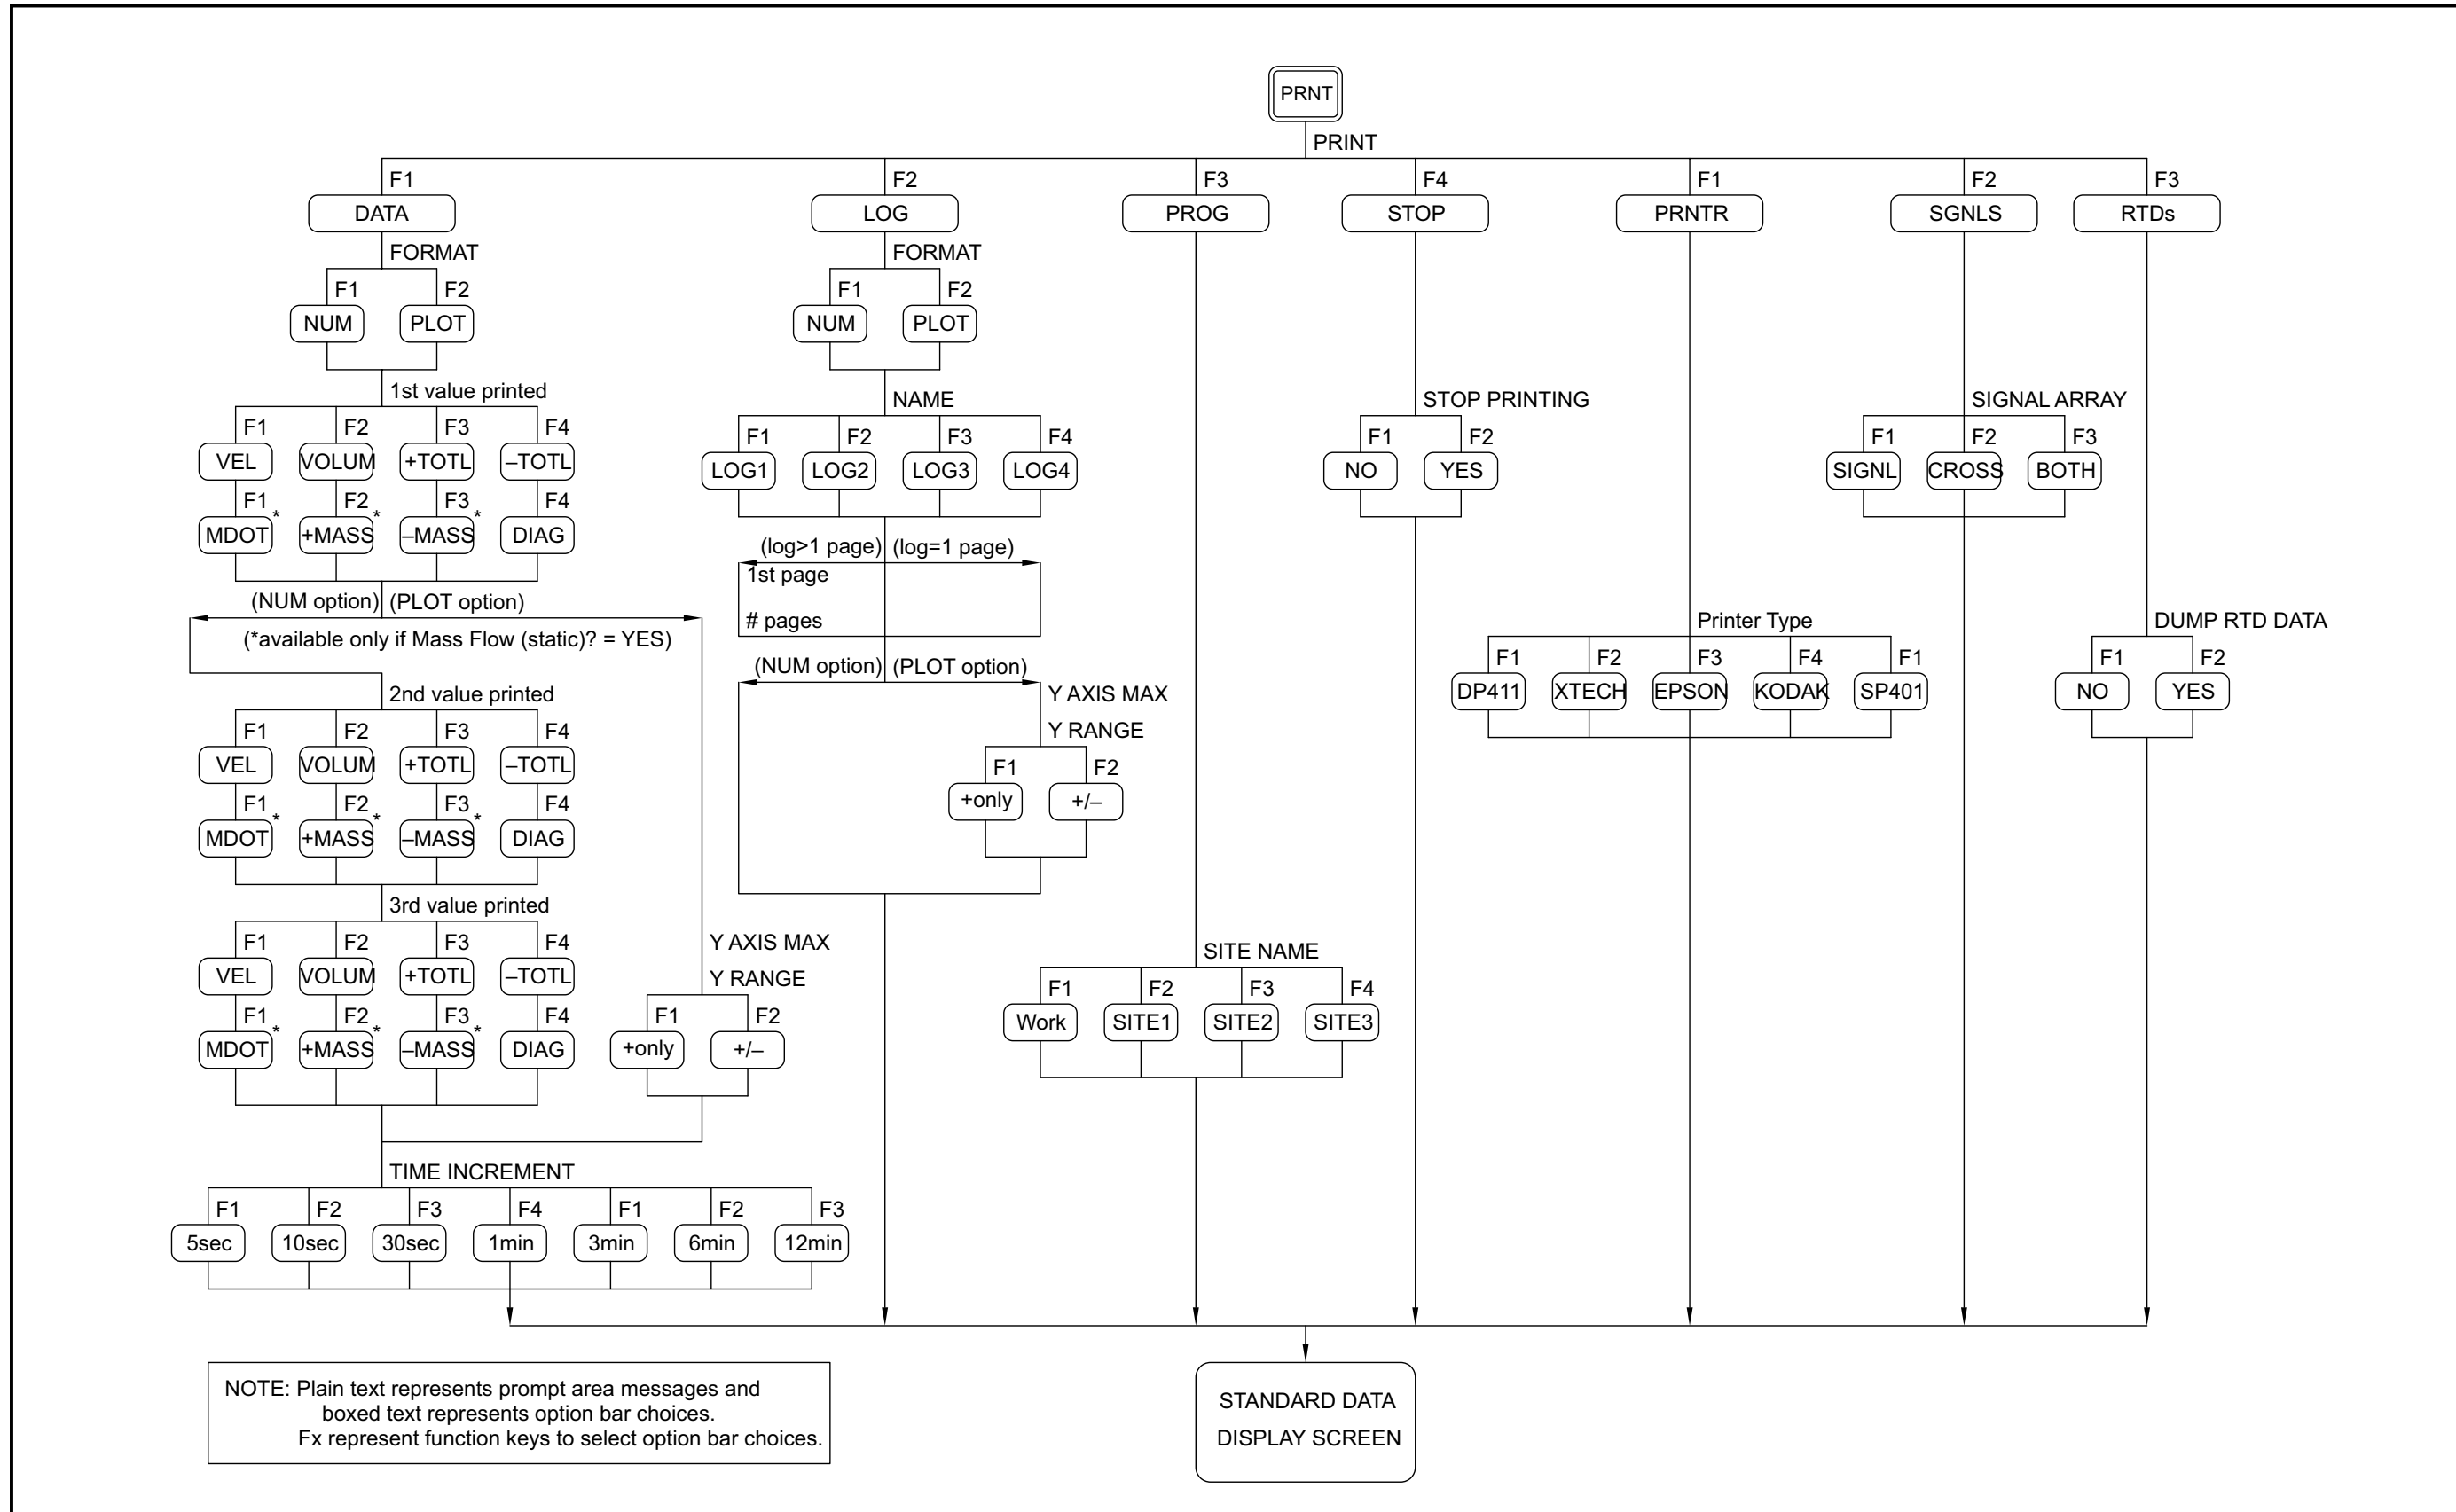 PRNT
PRINT
F1 F2 F3 F4 F1 F2 F3
DATA LOG PROG STOP PRNTR SGNLS RTDs
FORMAT FORMAT
F1 F2 F1 F2
NUM PLOT NUM PLOT
1st value printed NAME STOP PRINTING SIGNAL ARRAY
F1 F2 F3 F4 F1 F2 F3 F4 F1 F2 F1 F2 F3
VEL VOLUM +TOTL –TOTL LOG1 LOG2 LOG3 LOG4 NO YES SIGNL CROSS BOTH
F1 F2 F3 F4
MDOT* +MASS* –MASS* DIAG
(log>1 page) (log=1 page)
1st page
(NUM option) (PLOT option)
# pages Printer Type DUMP RTD DATA
(*available only if Mass Flow (static)? = YES)
(NUM option) (PLOT option)
F1 F2 F3 F4 F1 F1 F2
DP411 XTECH EPSON KODAK SP401 NO YES
2nd value printed Y AXIS MAX
F1 F2 F3 F4 Y RANGE
VEL VOLUM +TOTL –TOTL F1 F2
F1 F2 F3 F4 +only +/–
MDOT* +MASS* –MASS* DIAG
3rd value printed
F1 F2 F3 F4 Y AXIS MAX SITE NAME
VEL VOLUM +TOTL –TOTL Y RANGE
F1 F2 F3 F4 F1 F2 F1 F2 F3 F4
MDOT* +MASS* –MASS* DIAG +only +/– Work SITE1 SITE2 SITE3
TIME INCREMENT
F1 F2 F3 F4 F1 F2 F3
5sec 10sec 30sec 1min 3min 6min 12min
NOTE: Plain text represents prompt area messages and
boxed text represents option bar choices.
Fx represent function keys to select option bar choices.
STANDARD DATA
DISPLAY SCREEN